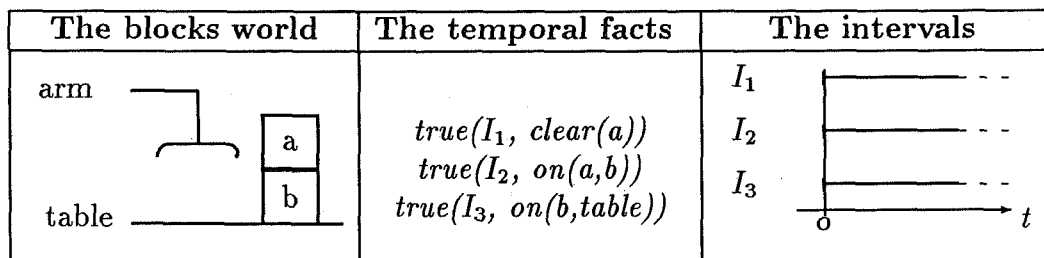 The blocks world
The temporal facts
The intervals
arm
a
b
table
true(I₁, clear(a))
true(I₂, on(a,b))
true(I₃, on(b,table))
I₁
I₂
I₃
o
t